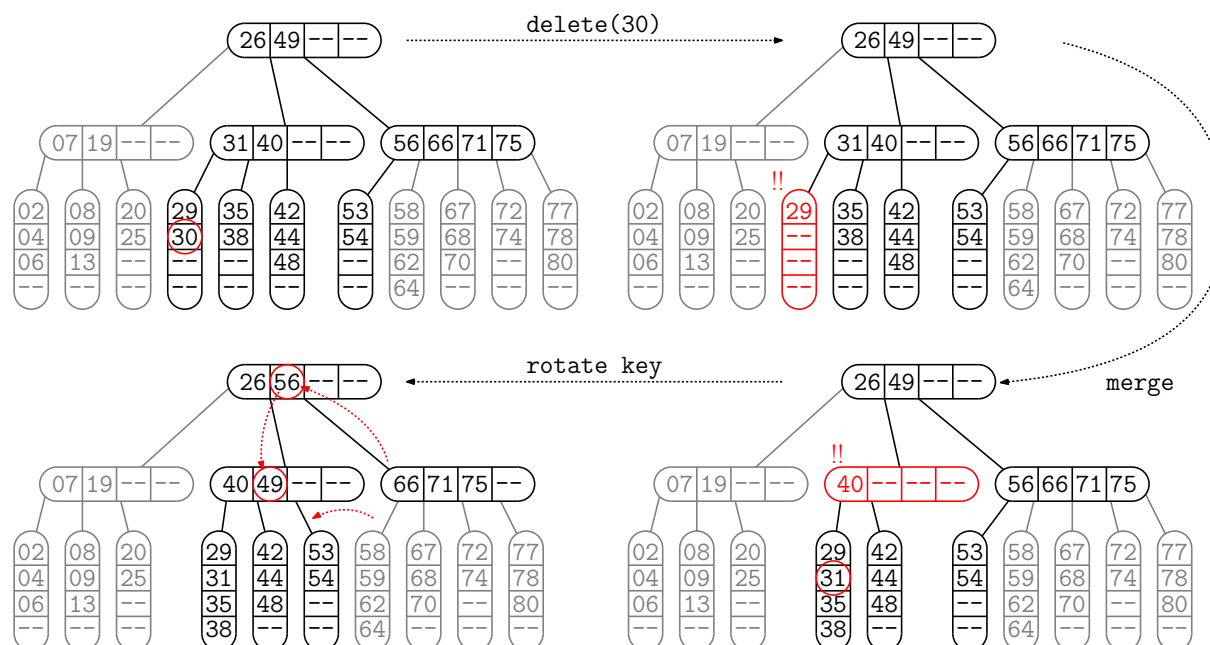 26 49 -- -- delete(30) 26 49 -- --
07 19 -- -- 31 40 -- -- 56 66 71 75 07 19 -- -- 31 40 -- -- 56 66 71 75
!!
02 08 20 29 35 42 53 58 67 72 77 02 08 20 29 35 42 53 58 67 72 77
04 09 25 30 38 44 54 59 68 74 78 04 09 25 -- 38 44 54 59 68 74 78
06 13 -- -- -- 48 -- 62 70 -- 80 06 13 -- -- -- 48 -- 62 70 -- 80
-- -- -- -- -- -- -- 64 -- -- -- -- -- -- -- -- -- -- 64 -- -- --
26 56 -- -- rotate key 26 49 -- -- merge
!!
07 19 -- -- 40 49 -- -- 66 71 75 -- 07 19 -- -- 40 -- -- -- 56 66 71 75
02 08 20 29 42 53 58 67 72 77 02 08 20 29 42 53 58 67 72 77
04 09 25 31 44 54 59 68 74 78 04 09 25 31 44 54 59 68 74 78
06 13 -- 35 48 -- 62 70 -- 80 06 13 -- 35 48 -- 62 70 -- 80
-- -- -- 38 -- -- 64 -- -- -- -- -- -- 38 -- -- 64 -- -- --